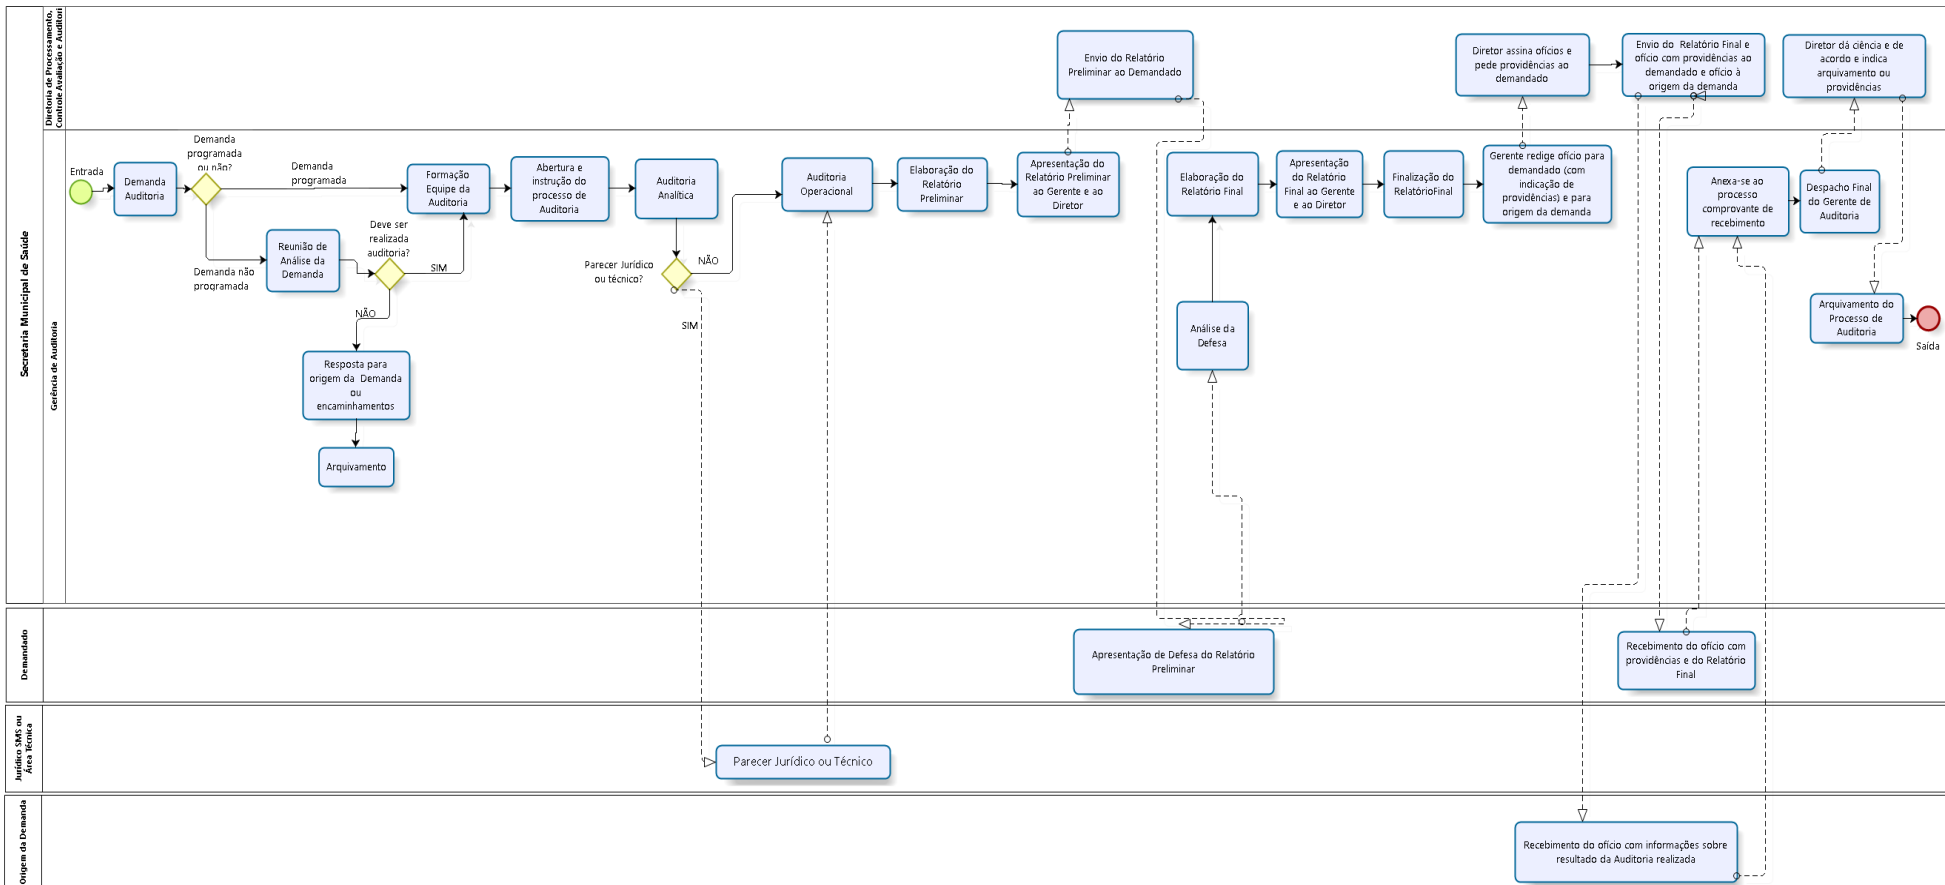 Secretaria Municipal de Saúde
Diretoria de Processamento,
Controle Avaliação e Auditori
Envio do Relatório
Preliminar ao Demandado
Diretor assina ofícios e
pede providências ao
demandado
Envio do Relatório Final e
ofício com providências ao
demandado e ofício à
origem da demanda
Diretor dá ciência e de
acordo e indica
arquivamento ou
providências
Gerência de Auditoria
Entrada
Demanda
Auditoria
Demanda
programada
ou não?
Demanda
programada
Demanda não
programada
Reunião de
Análise da
Demanda
Deve ser
realizada
auditoria?
SIM
NÃO
Resposta para
origem da Demanda
ou
encaminhamentos
Arquivamento
Formação
Equipe da
Auditoria
Abertura e
instrução do
processo de
Auditoria
Auditoria
Analítica
Parecer Jurídico
ou técnico?
NÃO
SIM
Auditoria
Operacional
Elaboração do
Relatório
Preliminar
Apresentação do
Relatório Preliminar
ao Gerente e ao
Diretor
Análise da
Defesa
Elaboração do
Relatório Final
Apresentação
do Relatório
Final ao Gerente
e ao Diretor
Finalização do
RelatórioFinal
Gerente redige ofício para
demandado (com
indicação de
providências) e para
origem da demanda
Anexa-se ao
processo
comprovante de
recebimento
Despacho Final
do Gerente de
Auditoria
Arquivamento do
Processo de
Auditoria
Saída
Demandado
Apresentação de Defesa do Relatório
Preliminar
Recebimento do ofício com
providências e do Relatório
Final
Jurídico SMS ou
Área Técnica
Parecer Jurídico ou Técnico
Origem da Demanda
Recebimento do ofício com informações sobre
resultado da Auditoria realizada